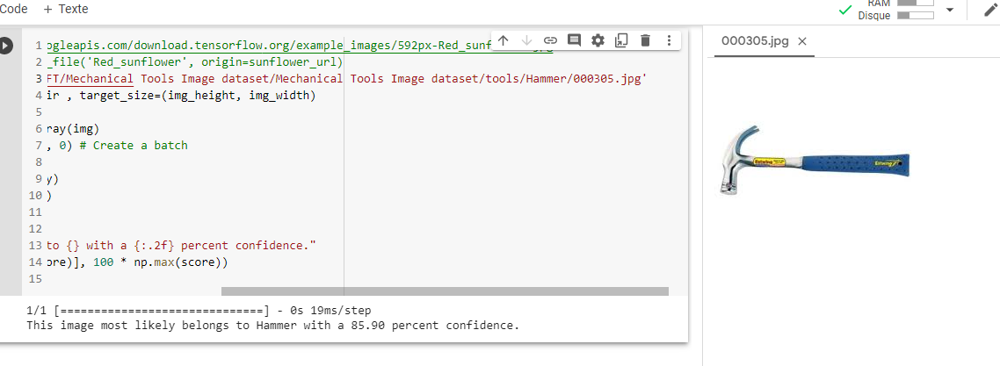 Code + Texte
RAM
Disque
1 ogleapis.com/download.tensorflow.org/example_images/592px-Red_sunf
2 _file('Red_sunflower', origin=sunflower_url)
3 FT/Mechanical Tools Image dataset/Mechanical Tools Image dataset/tools/Hammer/000305.jpg'
4 ir , target_size=(img_height, img_width)
5
6 ray(img)
7 , 0) # Create a batch
8
9 y)
10 )
11
12
13 to {} with a {:.2f} percent confidence."
14 ore)], 100 * np.max(score))
15
1/1 [==============================] - 0s 19ms/step
This image most likely belongs to Hammer with a 85.90 percent confidence.
000305.jpg ×
Estwing
Estwing